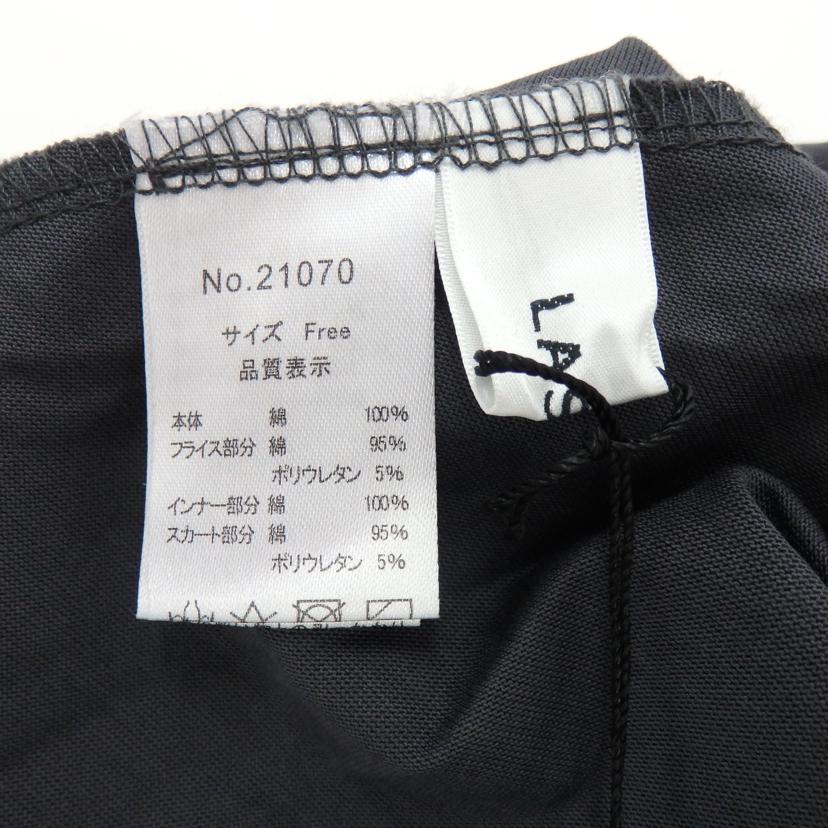 No.21070
サイズ Free
品質表示
本体 綿 100%
フライス部分 綿 95%
ポリウレタン 5%
インナー部分 綿 100%
スカート部分 綿 95%
ポリウレタン 5%
LAS